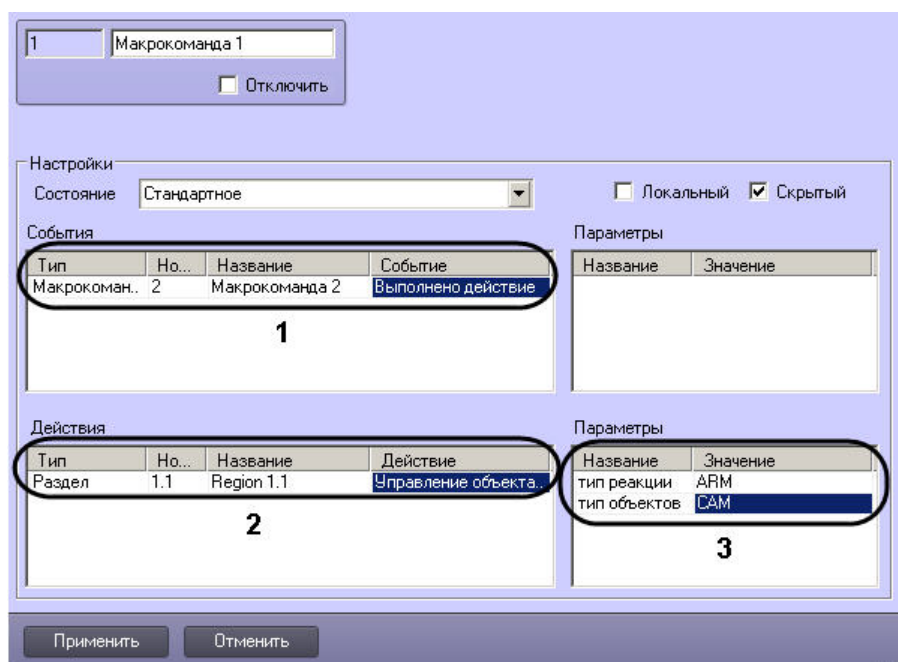 1 Макрокоманда 1
Отключить
Настройки
Состояние Стандартное Локальный Скрытый
События Параметры
Тип Но... Название Событие Название Значение
Макрокоман.. 2 Макрокоманда 2 Выполнено действие
1
Действия Параметры
Тип Но... Название Действие Название Значение
Раздел 1.1 Region 1.1 Управление объекта.. тип реакции ARM
тип объектов CAM
2 3
Применить Отменить